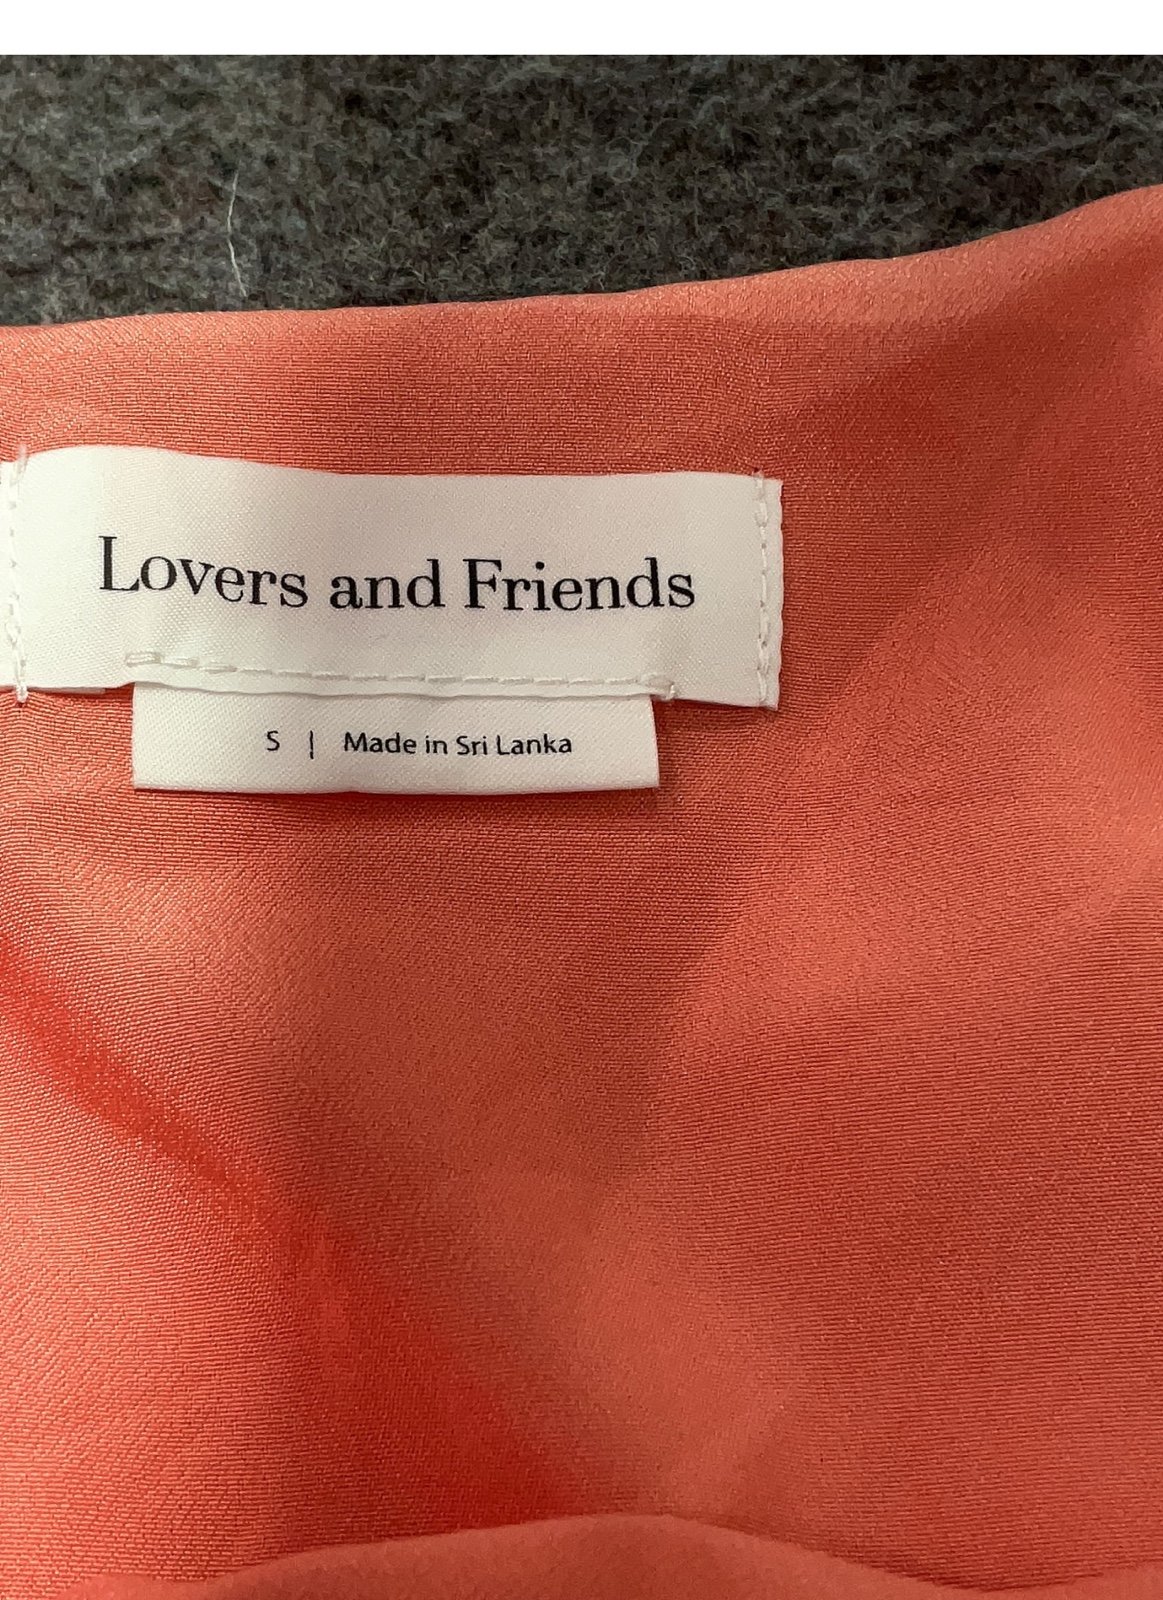 Lovers and Friends
S | Made in Sri Lanka